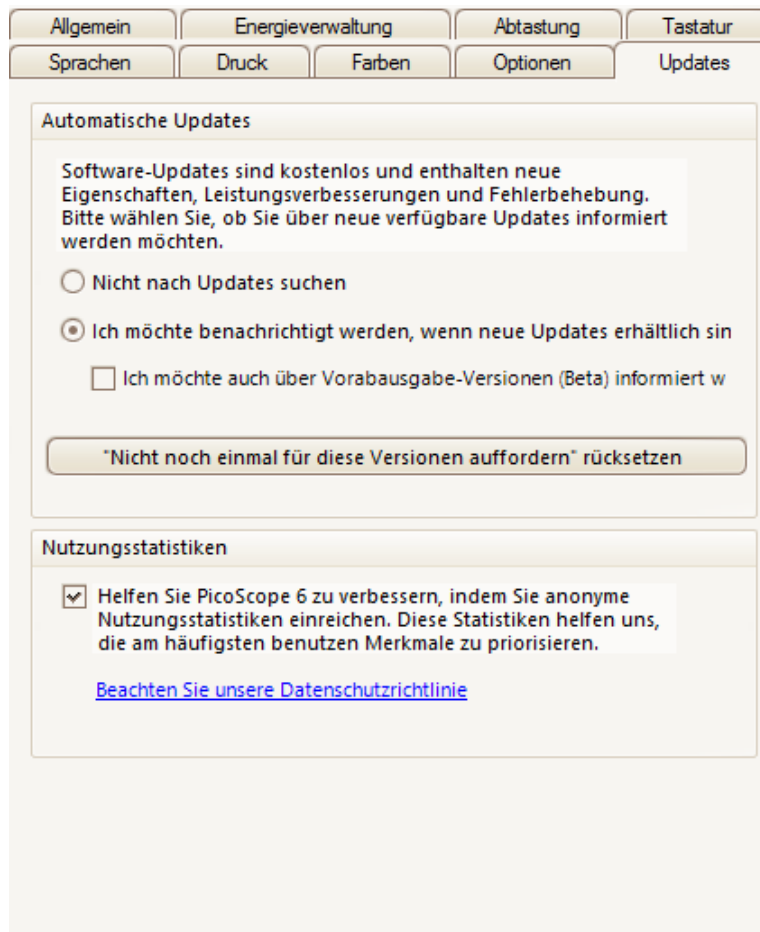 Allgemein Energieverwaltung Abtastung Tastatur
Sprachen Druck Farben Optionen Updates
Automatische Updates
Software-Updates sind kostenlos und enthalten neue
Eigenschaften, Leistungsverbesserungen und Fehlerbehebung.
Bitte wählen Sie, ob Sie über neue verfügbare Updates informiert
werden möchten.
Nicht nach Updates suchen
Ich möchte benachrichtigt werden, wenn neue Updates erhältlich sin
Ich möchte auch über Vorabausgabe-Versionen (Beta) informiert w
"Nicht noch einmal für diese Versionen auffordern" rücksetzen
Nutzungsstatistiken
Helfen Sie PicoScope 6 zu verbessern, indem Sie anonyme
Nutzungsstatistiken einreichen. Diese Statistiken helfen uns,
die am häufigsten benutzen Merkmale zu priorisieren.
Beachten Sie unsere Datenschutzrichtlinie